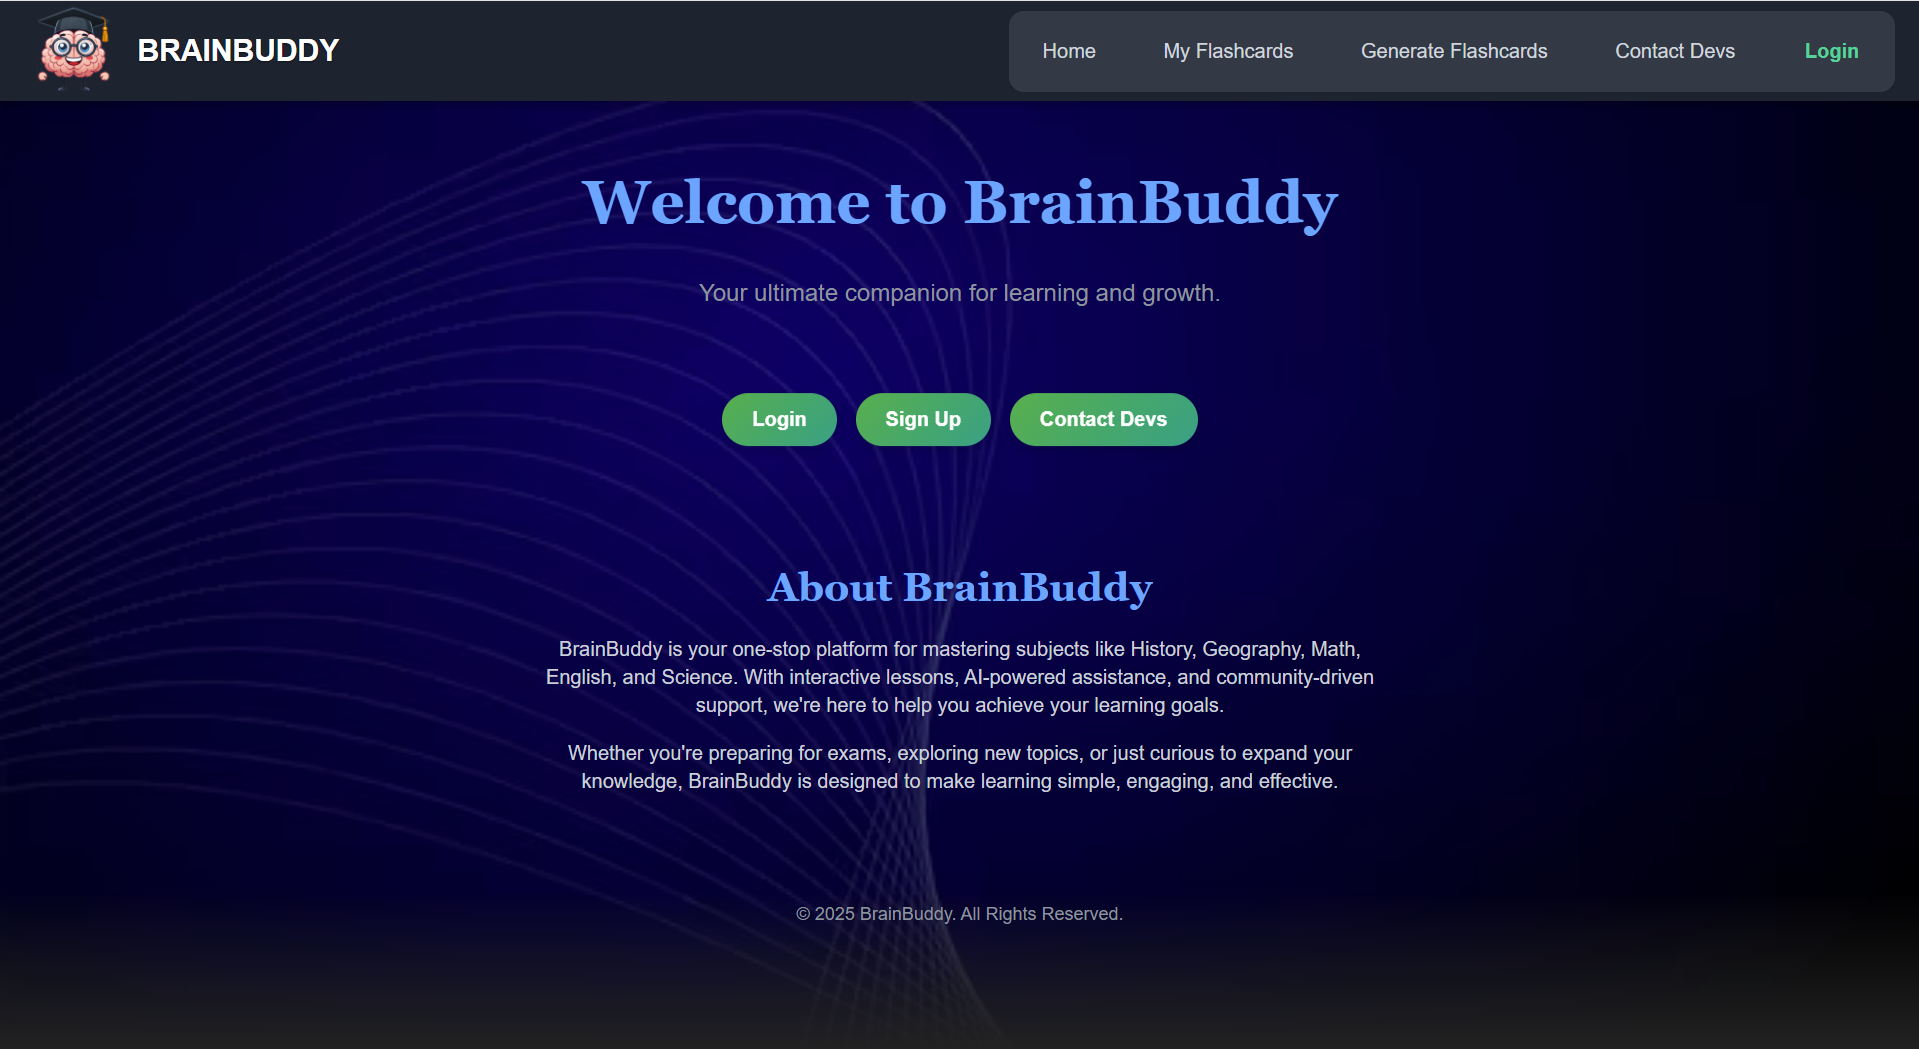 BRAINBUDDY
Home
My Flashcards
Generate Flashcards
Contact Devs
Login
Welcome to BrainBuddy
Your ultimate companion for learning and growth.
Login
Sign Up
Contact Devs
About BrainBuddy
BrainBuddy is your one-stop platform for mastering subjects like History, Geography, Math,
English, and Science. With interactive lessons, AI-powered assistance, and community-driven
support, we're here to help you achieve your learning goals.
Whether you're preparing for exams, exploring new topics, or just curious to expand your
knowledge, BrainBuddy is designed to make learning simple, engaging, and effective.
© 2025 BrainBuddy. All Rights Reserved.